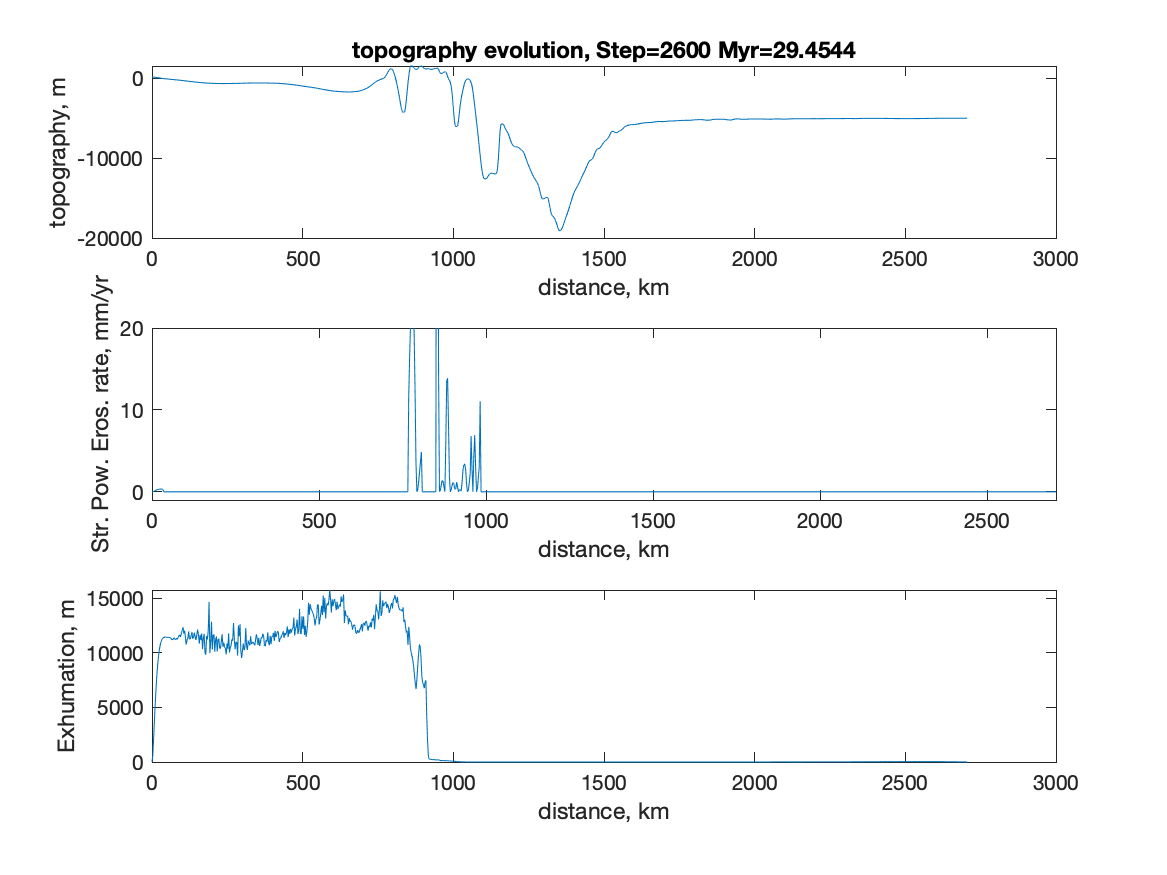 topography evolution, Step=2600 Myr=29.4544
topography, m
0
-10000
-20000
0 500 1000 1500 2000 2500 3000
distance, km
Str. Pow. Eros. rate, mm/yr
20
10
0
0 500 1000 1500 2000 2500
distance, km
Exhumation, m
15000
10000
5000
0
0 500 1000 1500 2000 2500 3000
distance, km